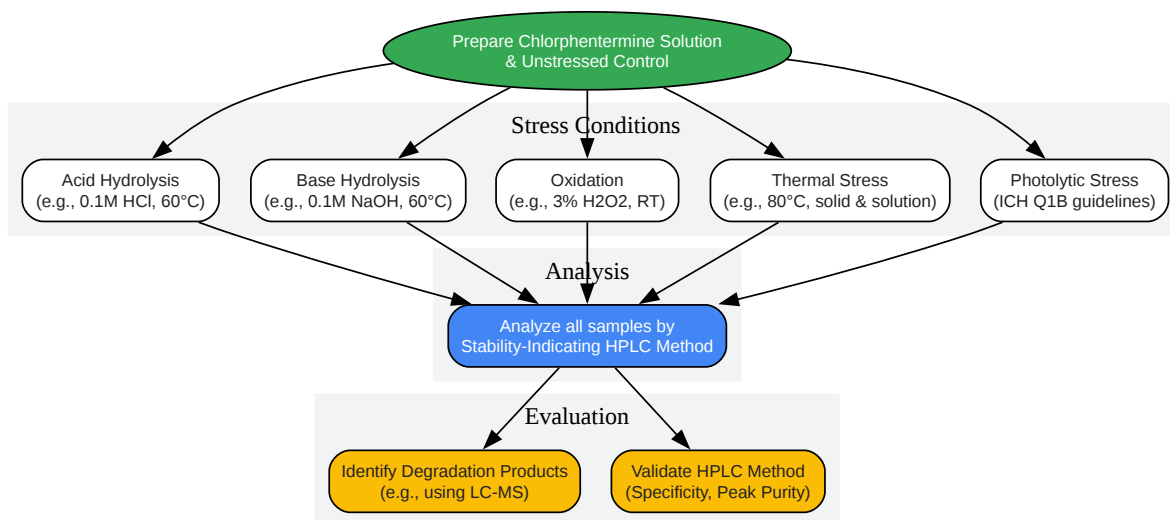 Prepare Chlorphentermine Solution
& Unstressed Control
Stress Conditions
Acid Hydrolysis
(e.g., 0.1M HCl, 60°C)
Base Hydrolysis
(e.g., 0.1M NaOH, 60°C)
Oxidation
(e.g., 3% H2O2, RT)
Thermal Stress
(e.g., 80°C, solid & solution)
Photolytic Stress
(ICH Q1B guidelines)
Analysis
Analyze all samples by
Stability-Indicating HPLC Method
Evaluation
Identify Degradation Products
(e.g., using LC-MS)
Validate HPLC Method
(Specificity, Peak Purity)